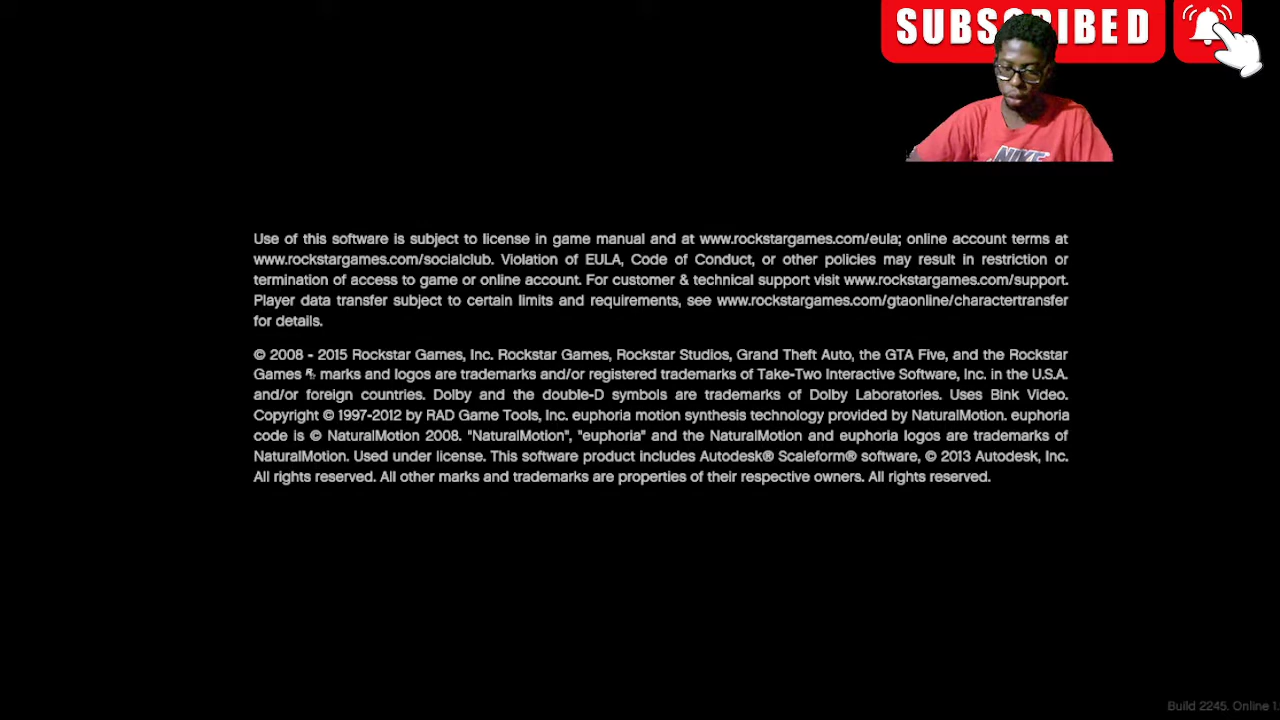 SUBSCRIBED
NIKE
Use of this software is subject to license in game manual and at www.rockstargames.com/eula; online account terms at
www.rockstargames.com/socialclub. Violation of EULA, Code of Conduct, or other policies may result in restriction or
termination of access to game or online account. For customer & technical support visit www.rockstargames.com/support.
Player data transfer subject to certain limits and requirements, see www.rockstargames.com/gtaonline/charactertransfer
for details.
© 2008 - 2015 Rockstar Games, Inc. Rockstar Games, Rockstar Studios, Grand Theft Auto, the GTA Five, and the Rockstar
Games marks and logos are trademarks and/or registered trademarks of Take-Two Interactive Software, Inc. in the U.S.A.
and/or foreign countries. Dolby and the double-D symbols are trademarks of Dolby Laboratories. Uses Bink Video.
Copyright © 1997-2012 by RAD Game Tools, Inc. euphoria motion synthesis technology provided by NaturalMotion. euphoria
code is © NaturalMotion 2008. "NaturalMotion", "euphoria" and the NaturalMotion and euphoria logos are trademarks of
NaturalMotion. Used under license. This software product includes Autodesk® Scaleform® software, © 2013 Autodesk, Inc.
All rights reserved. All other marks and trademarks are properties of their respective owners. All rights reserved.
Build 2245. Online 1.